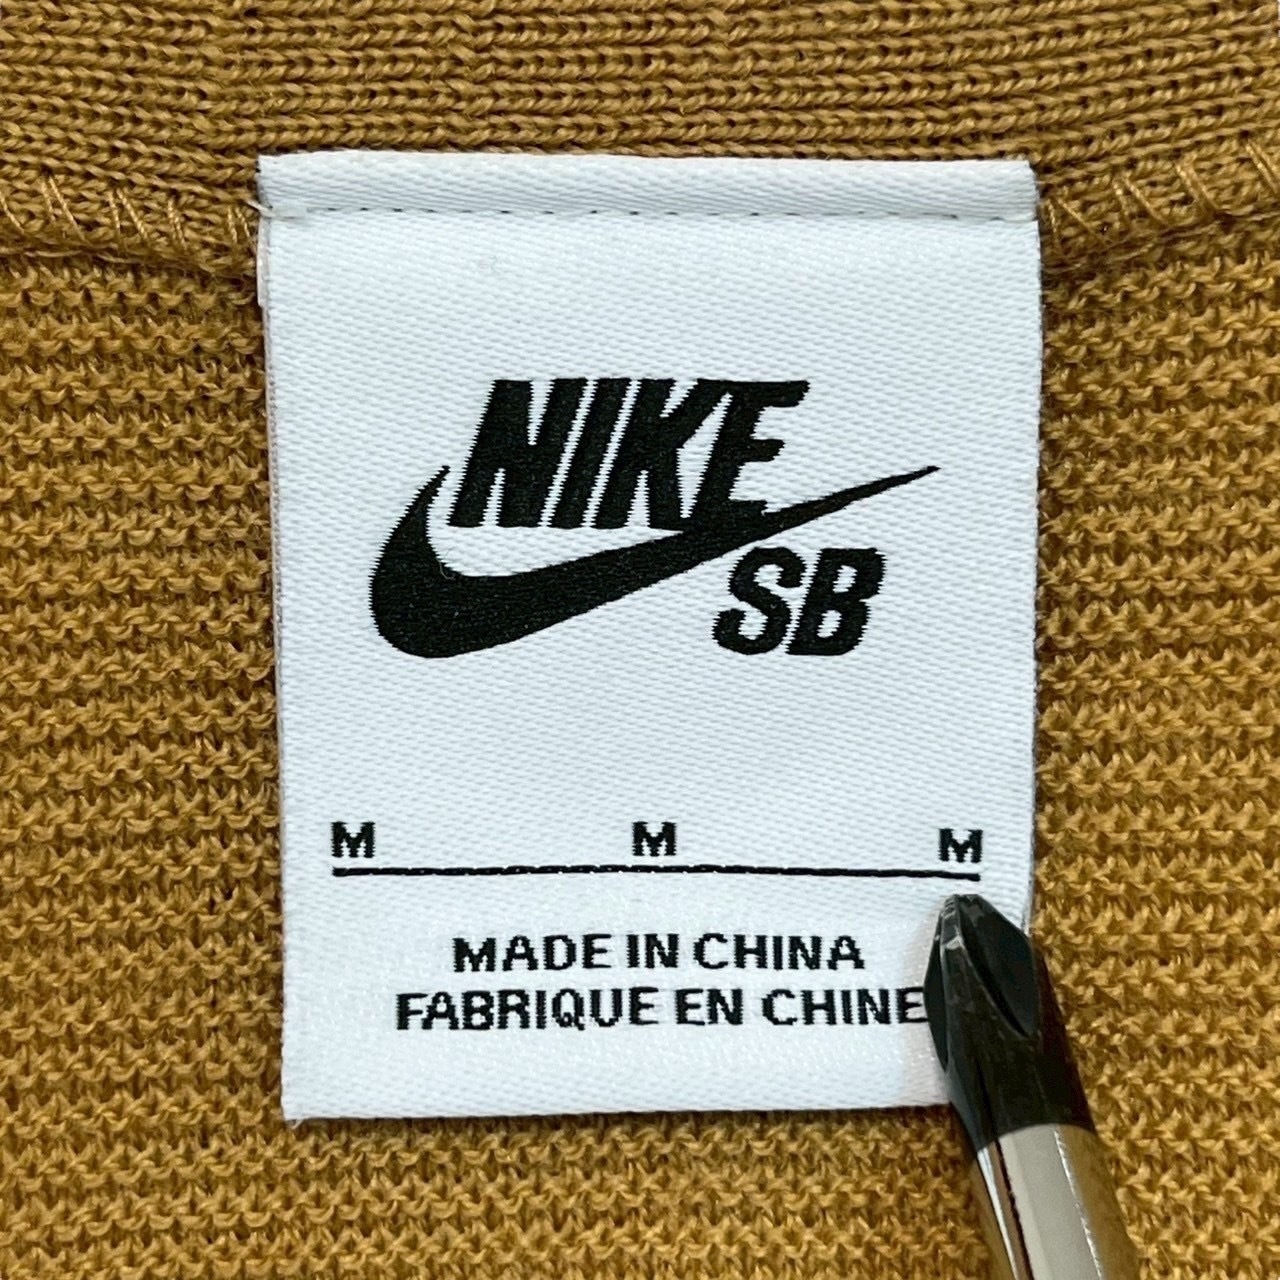 NIKE
SB
M M M
MADE IN CHINA
FABRIQUE EN CHINE